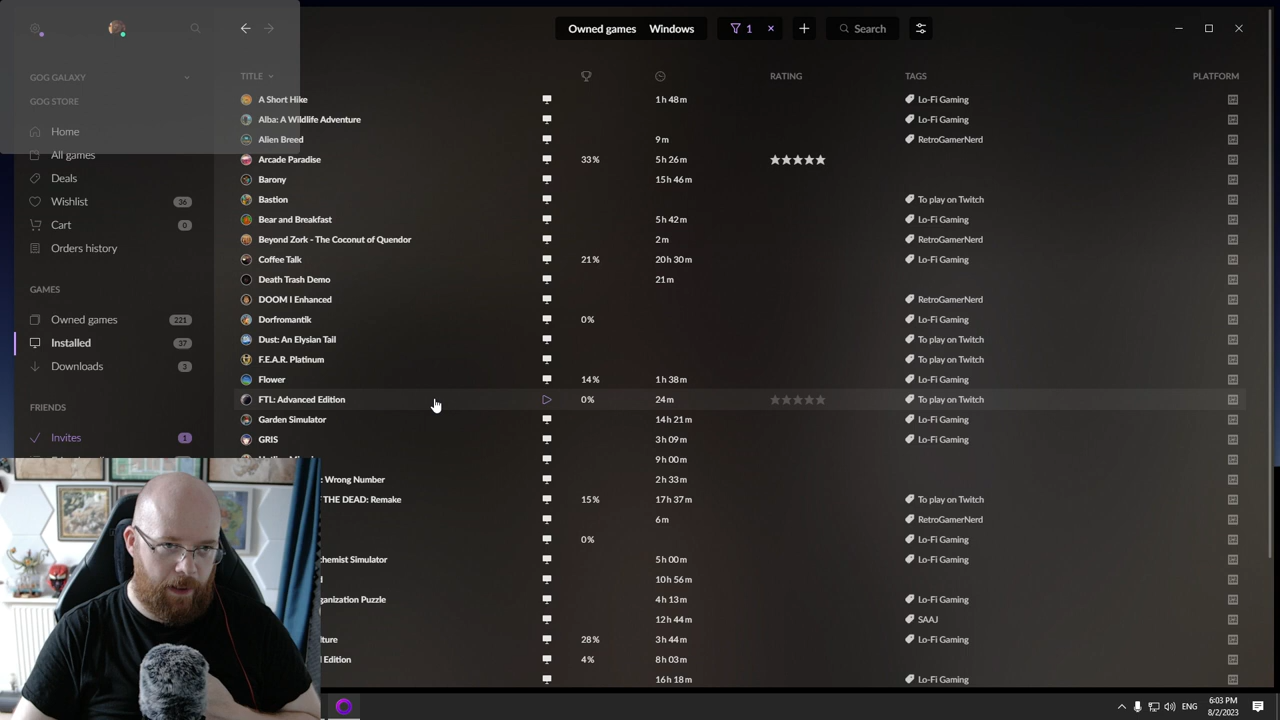 Owned games Windows 1 × + Search
GOG GALAXY
GOG STORE
Home
All games
Deals
Wishlist 36
Cart 0
Orders history
GAMES
Owned games 221
Installed 37
Downloads 3
FRIENDS
Invites 1
TITLE RATING TAGS PLATFORM
A Short Hike 1 h 48 m Lo-Fi Gaming
Alba: A Wildlife Adventure Lo-Fi Gaming
Alien Breed 9 m RetroGamerNerd
Arcade Paradise 33 % 5 h 26 m
Barony 15 h 46 m
Bastion To play on Twitch
Bear and Breakfast 5 h 42 m Lo-Fi Gaming
Beyond Zork - The Coconut of Quendor 2 m RetroGamerNerd
Coffee Talk 21 % 20 h 30 m Lo-Fi Gaming
Death Trash Demo 21 m
DOOM I Enhanced RetroGamerNerd
Dorfromantik 0 % Lo-Fi Gaming
Dust: An Elysian Tail To play on Twitch
F.E.A.R. Platinum To play on Twitch
Flower 14 % 1 h 38 m Lo-Fi Gaming
FTL: Advanced Edition 0 % 24 m To play on Twitch
Garden Simulator 14 h 21 m Lo-Fi Gaming
GRIS 3 h 09 m Lo-Fi Gaming
9 h 00 m
: Wrong Number 2 h 33 m
THE DEAD: Remake 15 % 17 h 37 m To play on Twitch
6 m RetroGamerNerd
0 % Lo-Fi Gaming
chemist Simulator 5 h 00 m Lo-Fi Gaming
10 h 56 m
ganization Puzzle 4 h 13 m Lo-Fi Gaming
12 h 44 m SAAJ
lture 28 % 3 h 44 m Lo-Fi Gaming
Edition 4 % 8 h 03 m
16 h 18 m Lo-Fi Gaming
ENG 6:03 PM
8/2/2023